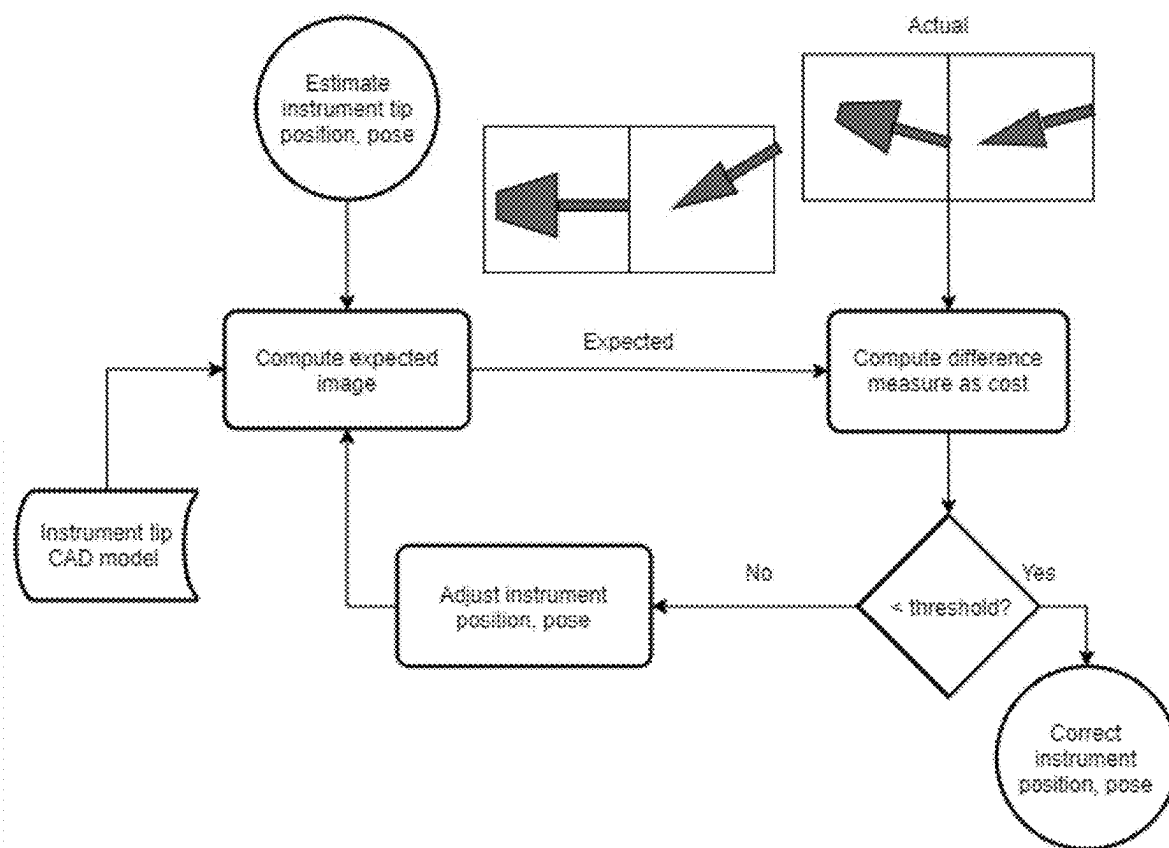 Actual
Estimate
instrument tip
position, pose
Compute expected
image
Expected
Compute difference
measure as cost
Instrument tip
CAD model
Adjust instrument
position, pose
No
< threshold?
Yes
Correct
instrument
position, pose